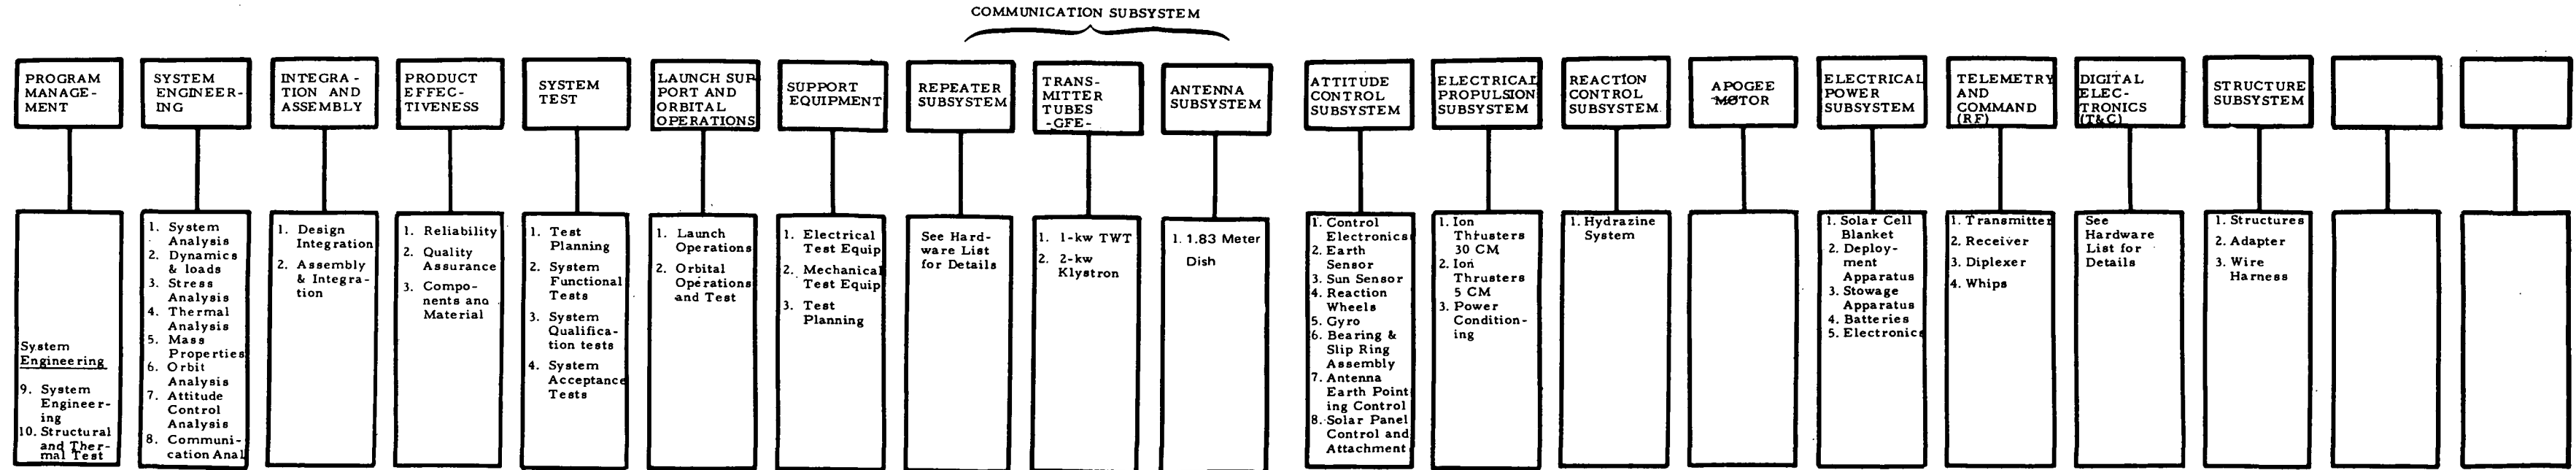 COMMUNICATION SUBSYSTEM
PROGRAM
MANAGE-
MENT
SYSTEM
ENGINEER-
ING
INTEGRA-
TION AND
ASSEMBLY
PRODUCT
EFFEC-
TIVENESS
SYSTEM
TEST
LAUNCH SUP
PORT AND
ORBITAL
OPERATIONS
SUPPORT
EQUIPMENT
REPEATER
SUBSYSTEM
TRANS-
MITTER
TUBES
-GFE-
ANTENNA
SUBSYSTEM
ATTITUDE
CONTROL
SUBSYSTEM
ELECTRICAL
PROPULSION
SUBSYSTEM
REACTION
CONTROL
SUBSYSTEM
APOGEE
MOTOR
ELECTRICAL
POWER
SUBSYSTEM
TELEMETRY
AND
COMMAND
(RF)
DIGITAL
ELEC-
TRONICS
(T&C)
STRUCTURE
SUBSYSTEM
System
Engineering
9. System
Engineer-
ing
10. Structural
and Ther-
mal Test
1. System
Analysis
2. Dynamics
& loads
3. Stress
Analysis
4. Thermal
Analysis
5. Mass
Properties
6. Orbit
Analysis
7. Attitude
Control
Analysis
8. Communi-
cation Anal
1. Design
Integration
2. Assembly
& Integra-
tion
1. Reliability
2. Quality
Assurance
3. Compo-
nents and
Material
1. Test
Planning
2. System
Functional
Tests
3. System
Qualifica-
tion tests
4. System
Acceptance
Tests
1. Launch
Operations
2. Orbital
Operations
and Test
1. Electrical
Test Equip
2. Mechanical
Test Equip
3. Test
Planning
See Hard-
ware List
for Details
1. 1-kw TWT
2. 2-kw
Klystron
1. 1.83 Meter
Dish
1. Control
Electronics
2. Earth
Sensor
3. Sun Sensor
4. Reaction
Wheels
5. Gyro
6. Bearing &
Slip Ring
Assembly
7. Antenna
Earth Point
ing Control
8. Solar Panel
Control and
Attachment
1. Ion
Thrusters
30 CM
2. Ion
Thrusters
5 CM
3. Power
Condition-
ing
1. Hydrazine
System
1. Solar Cell
Blanket
2. Deploy-
ment
Apparatus
3. Stowage
Apparatus
4. Batteries
5. Electronics
1. Transmitter
2. Receiver
3. Diplexer
4. Whips
See
Hardware
List for
Details
1. Structures
2. Adapter
3. Wire
Harness